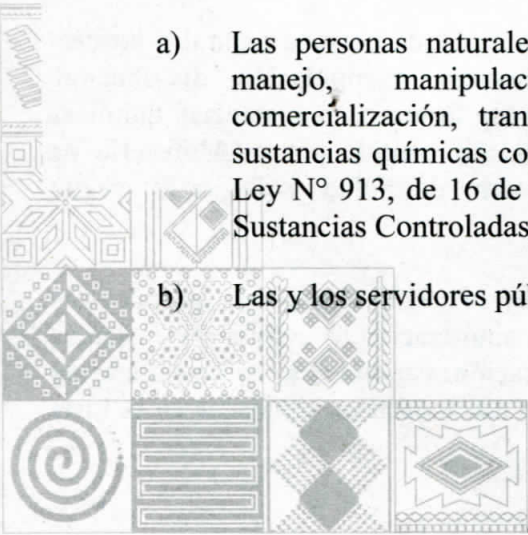 a) Las personas naturale
manejo, manipulac
comercialización, tran
sustancias químicas co
Ley N° 913, de 16 de
Sustancias Controladas
b) Las y los servidores púb